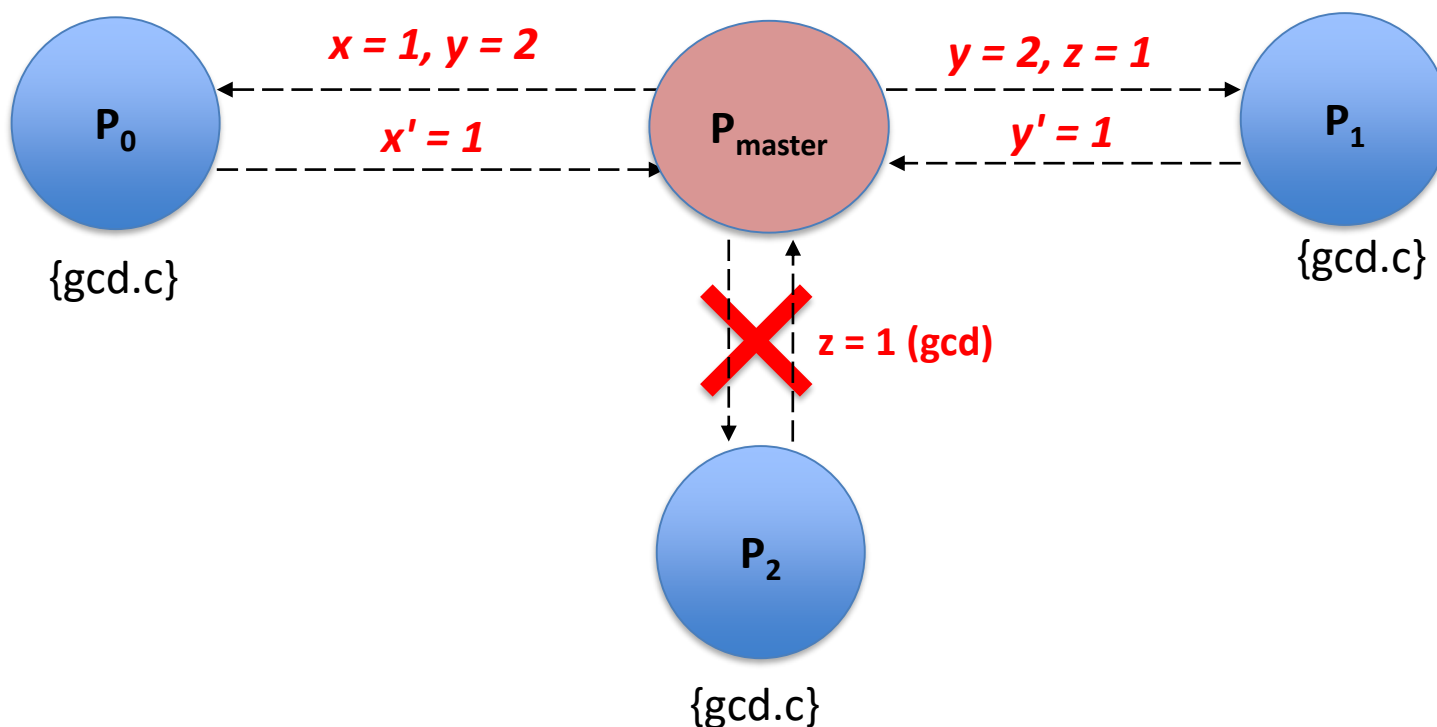 x = 1, y = 2
y = 2, z = 1
P0
x' = 1
Pmaster
y' = 1
P1
{gcd.c}
{gcd.c}
z = 1 (gcd)
P2
{gcd.c}